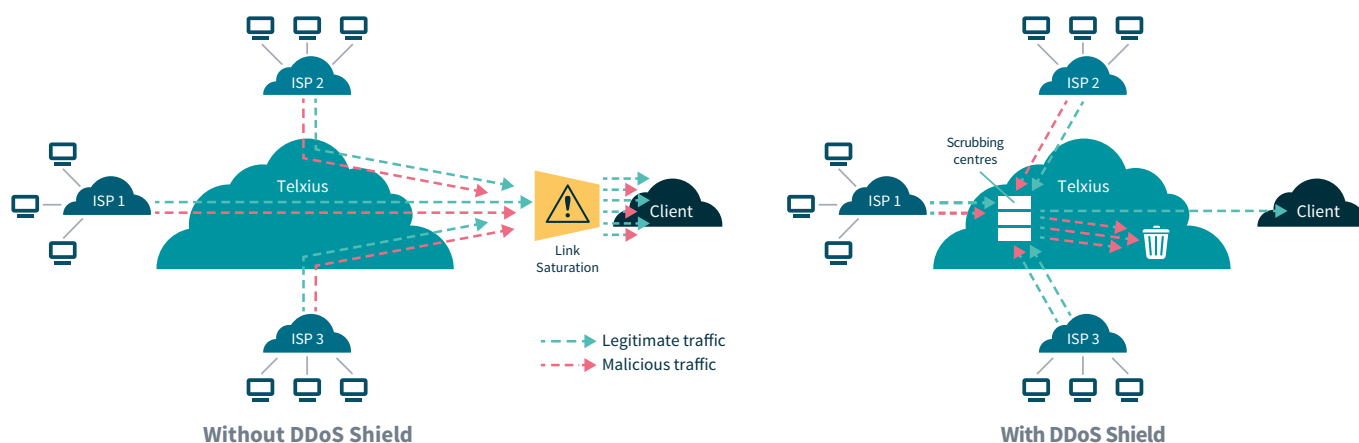 ISP 2
Telxius
ISP 1
Client
Link
Saturation
ISP 3
Legitimate traffic
Malicious traffic
Without DDoS Shield
ISP 2
Scrubbing
centres
Telxius
ISP 1
Client
ISP 3
With DDoS Shield